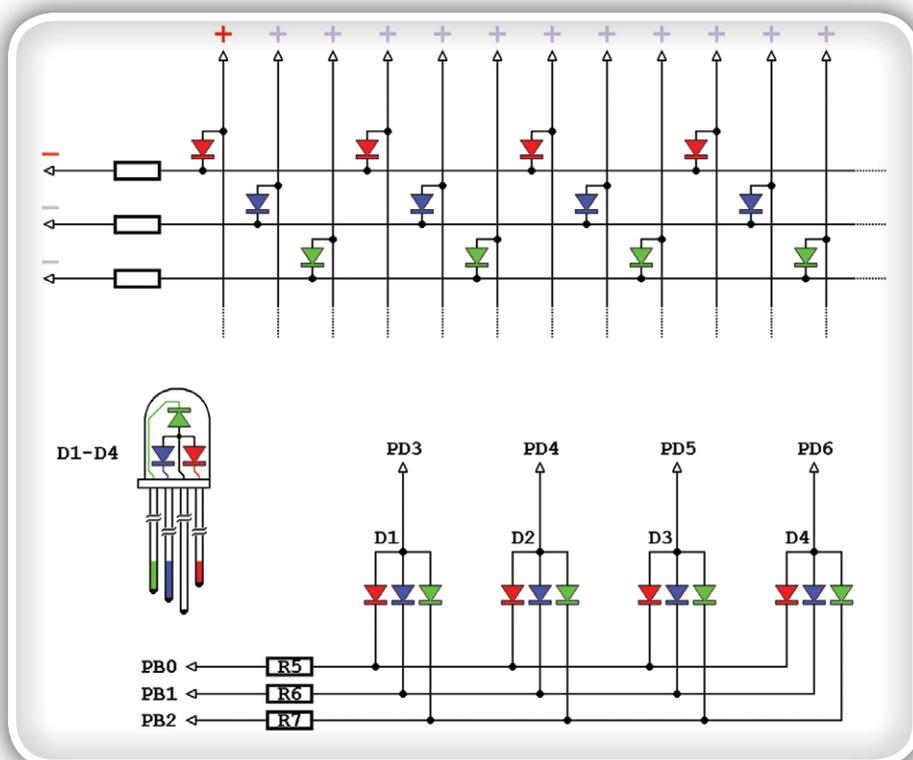 + + + + + + + + + + + +
−
−
−
D1-D4
PD3 PD4 PD5 PD6
D1 D2 D3 D4
PB0 R5
PB1 R6
PB2 R7